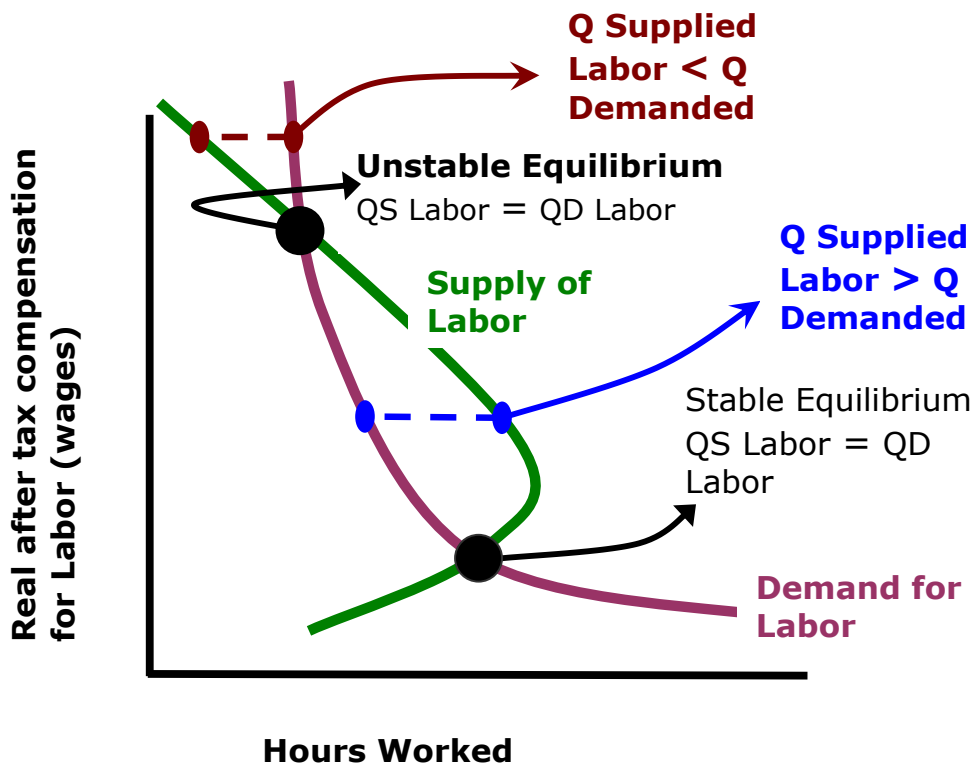 Q Supplied
Labor < Q
Demanded
Unstable Equilibrium
QS Labor = QD Labor
Q Supplied
Labor > Q
Demanded
Supply of
Labor
Stable Equilibrium
QS Labor = QD
Labor
Demand for
Labor
Real after tax compensation
for Labor (wages)
Hours Worked